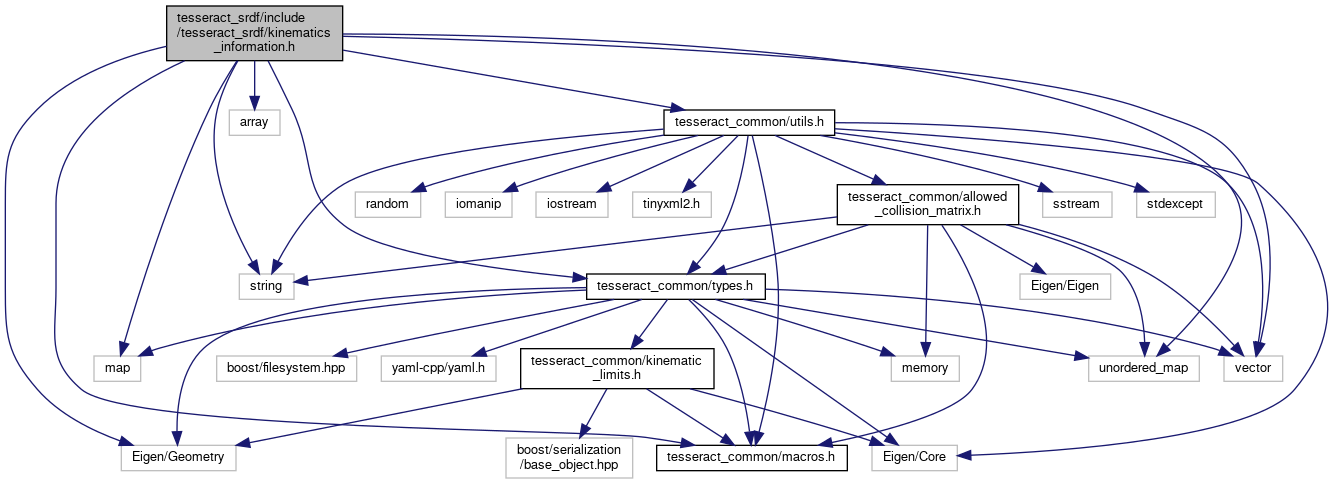 tesseract_srdf/include
/tesseract_srdf/kinematics
_information.h
array
tesseract_common/utils.h
random
iomanip
iostream
tinyxml2.h
tesseract_common/allowed
_collision_matrix.h
sstream
stdexcept
string
tesseract_common/types.h
Eigen/Eigen
map
boost/filesystem.hpp
yaml-cpp/yaml.h
tesseract_common/kinematic
_limits.h
memory
unordered_map
vector
Eigen/Geometry
boost/serialization
/base_object.hpp
tesseract_common/macros.h
Eigen/Core